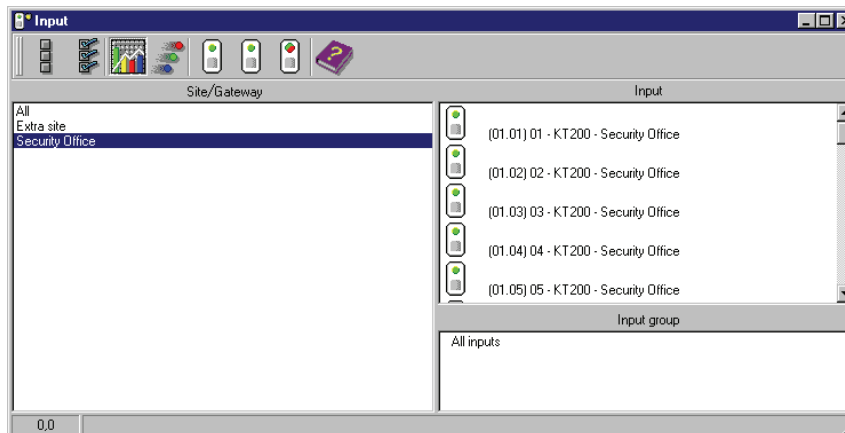 Input
Site/Gateway
All
Extra site
Security Office
Input
(01.01) 01 - KT200 - Security Office
(01.02) 02 - KT200 - Security Office
(01.03) 03 - KT200 - Security Office
(01.04) 04 - KT200 - Security Office
(01.05) 05 - KT200 - Security Office
Input group
All inputs
0,0